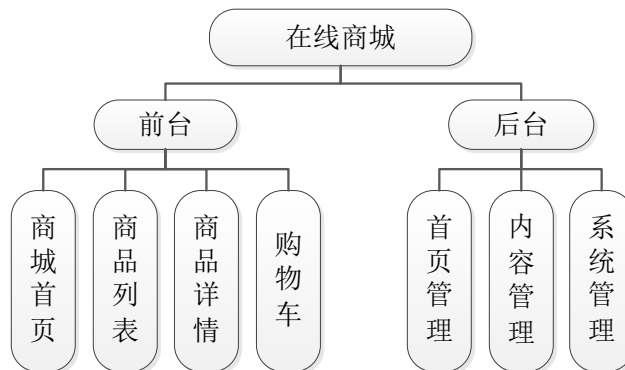 在线商城
前台
后台
商城首页
商品列表
商品详情
购物车
首页管理
内容管理
系统管理